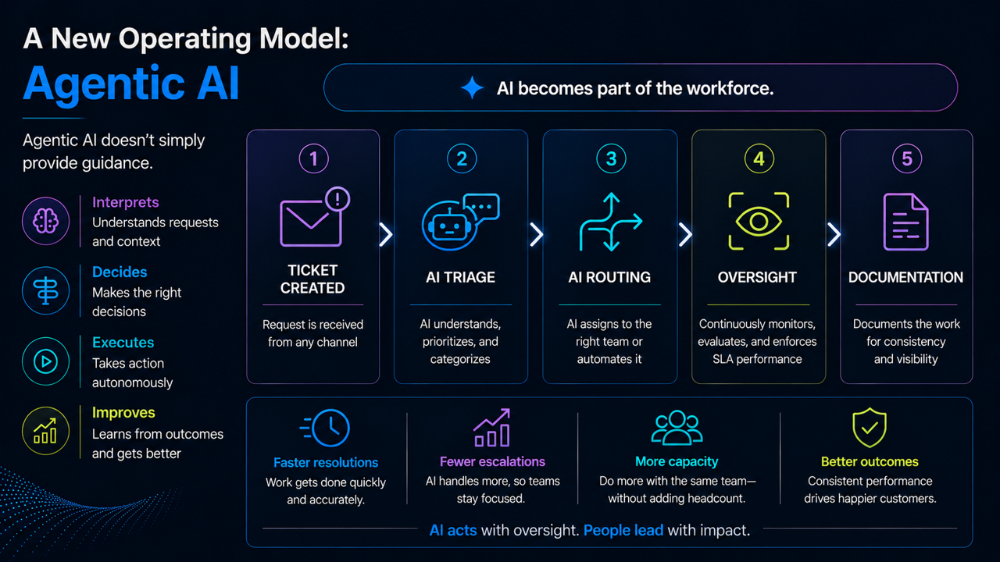 A New Operating Model:
Agentic AI
AI becomes part of the workforce.
Agentic AI doesn't simply
provide guidance.
Interprets
Understands requests
and context
Decides
Makes the right
decisions
Executes
Takes action
autonomously
Improves
Learns from outcomes
and gets better
1
TICKET
CREATED
Request is received
from any channel
2
AI TRIAGE
AI understands,
prioritizes, and
categorizes
3
AI ROUTING
AI assigns to the
right team or
automates it
4
OVERSIGHT
Continuously monitors,
evaluates, and enforces
SLA performance
5
DOCUMENTATION
Documents the work
for consistency
and visibility
Faster resolutions
Work gets done quickly
and accurately.
Fewer escalations
AI handles more, so teams
stay focused.
More capacity
Do more with the same team—
without adding headcount.
Better outcomes
Consistent performance
drives happier customers.
AI acts with oversight. People lead with impact.